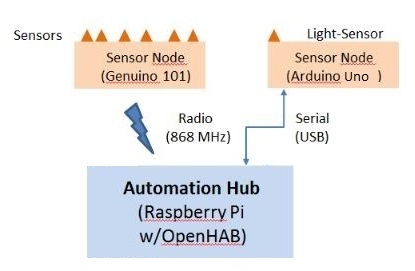 Sensors
Light-Sensor
Sensor Node
(Genuino 101)
Sensor Node
(Arduino Uno )
Radio
(868 MHz)
Serial
(USB)
Automation Hub
(Raspberry Pi
w/OpenHAB)